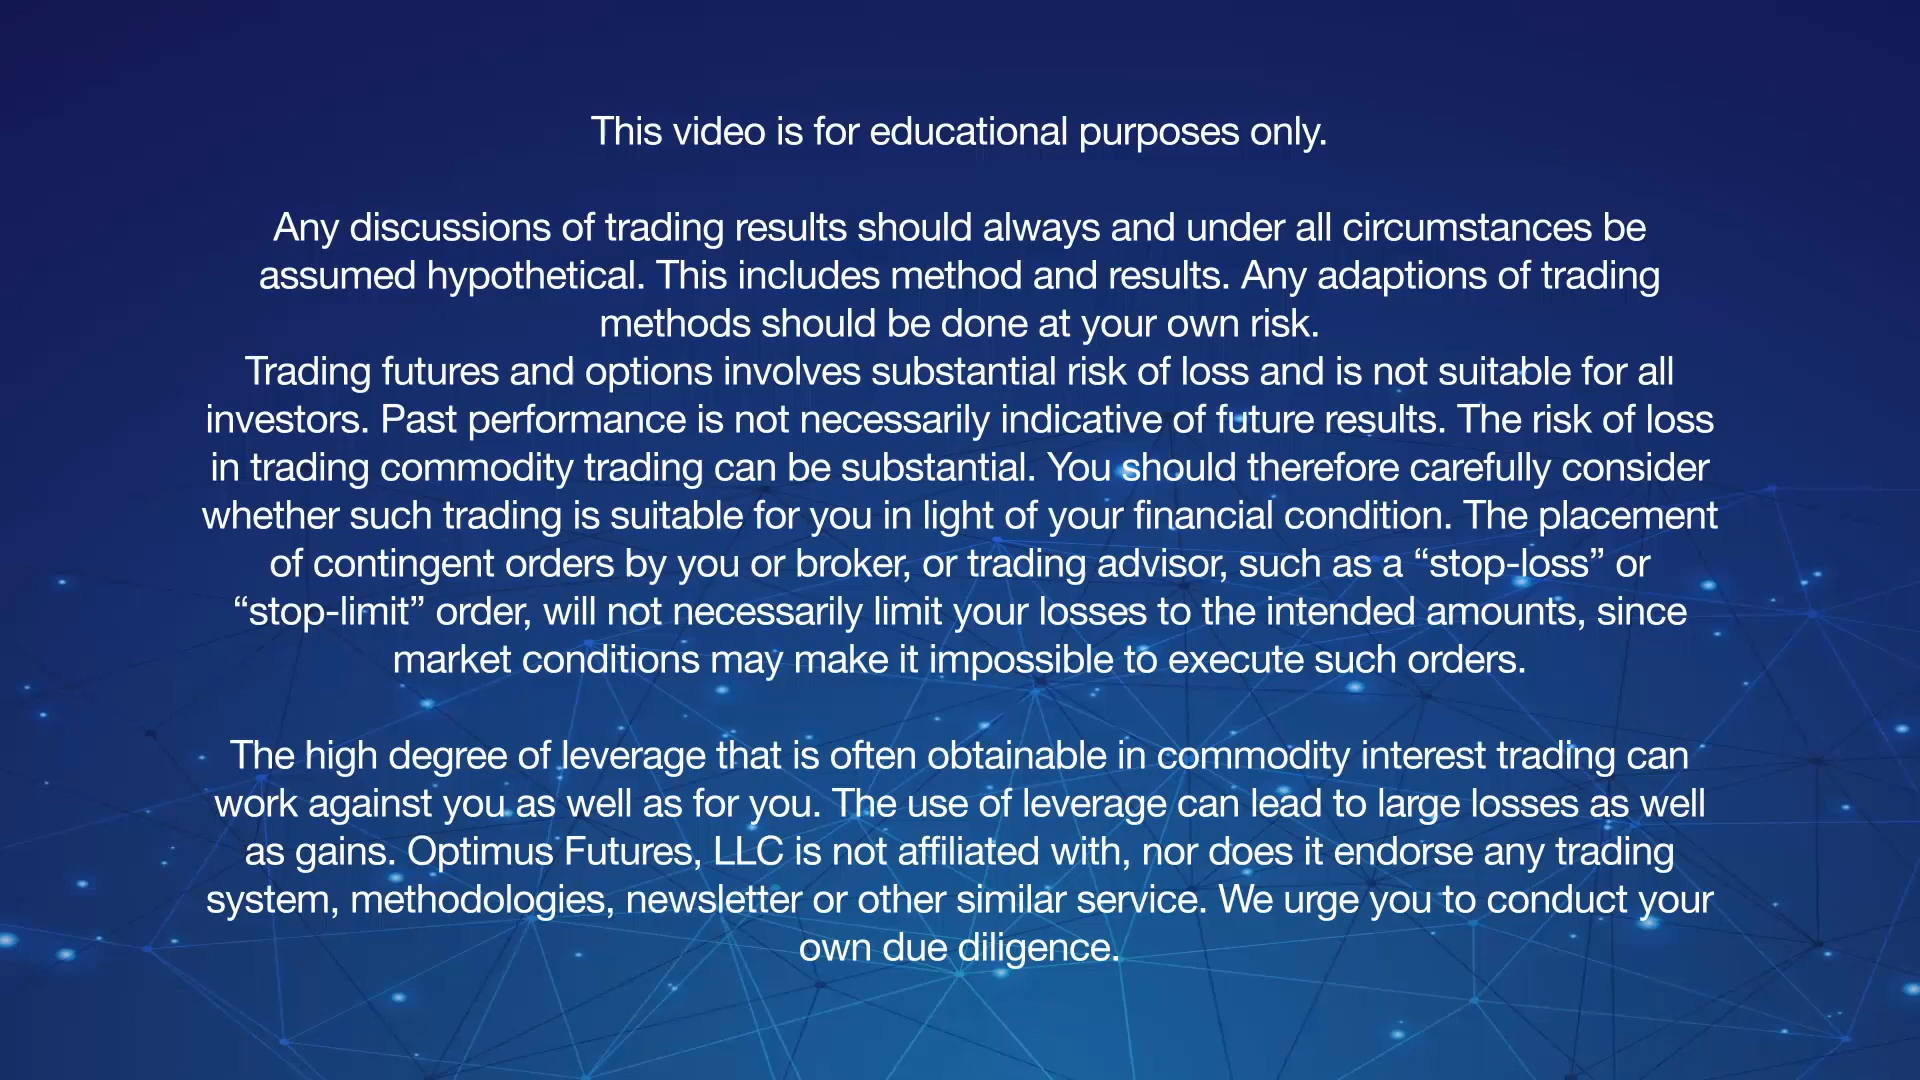 This video is for educational purposes only.
Any discussions of trading results should always and under all circumstances be
assumed hypothetical. This includes method and results. Any adaptions of trading
methods should be done at your own risk.
Trading futures and options involves substantial risk of loss and is not suitable for all
investors. Past performance is not necessarily indicative of future results. The risk of loss
in trading commodity trading can be substantial. You should therefore carefully consider
whether such trading is suitable for you in light of your financial condition. The placement
of contingent orders by you or broker, or trading advisor, such as a “stop-loss” or
“stop-limit” order, will not necessarily limit your losses to the intended amounts, since
market conditions may make it impossible to execute such orders.
The high degree of leverage that is often obtainable in commodity interest trading can
work against you as well as for you. The use of leverage can lead to large losses as well
as gains. Optimus Futures, LLC is not affiliated with, nor does it endorse any trading
system, methodologies, newsletter or other similar service. We urge you to conduct your
own due diligence.